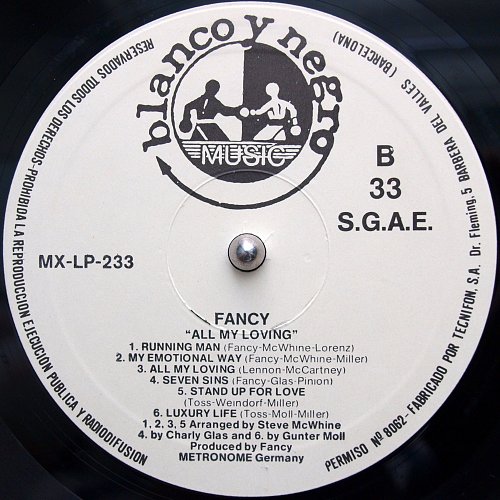 blanco y negro
MUSIC
B
33
S.G.A.E.
MX-LP-233
FANCY
"ALL MY LOVING"
1. RUNNING MAN (Fancy-McWhine-Lorenz)
2. MY EMOTIONAL WAY (Fancy-McWhine-Miller)
3. ALL MY LOVING (Lennon-McCartney)
4. SEVEN SINS (Fancy-Glas-Pinion)
5. STAND UP FOR LOVE
(Toss-Weindorf-Miller)
6. LUXURY LIFE (Toss-Moll-Miller)
1, 2, 3, 5 Arranged by Steve McWhine
4. by Charly Glas and 6. by Gunter Moll
Produced by Fancy
METRONOME Germany
RESERVADOS TODOS LOS DERECHOS-PROHIBIDA LA REPRODUCCION EJECUCION PUBLICA Y RADIODIFUSION
PERMISO Nº 8062-FABRICADO POR TECNIFON, S.A. Dr. Fleming, 5 BARBERA DEL VALLES (BARCELONA)